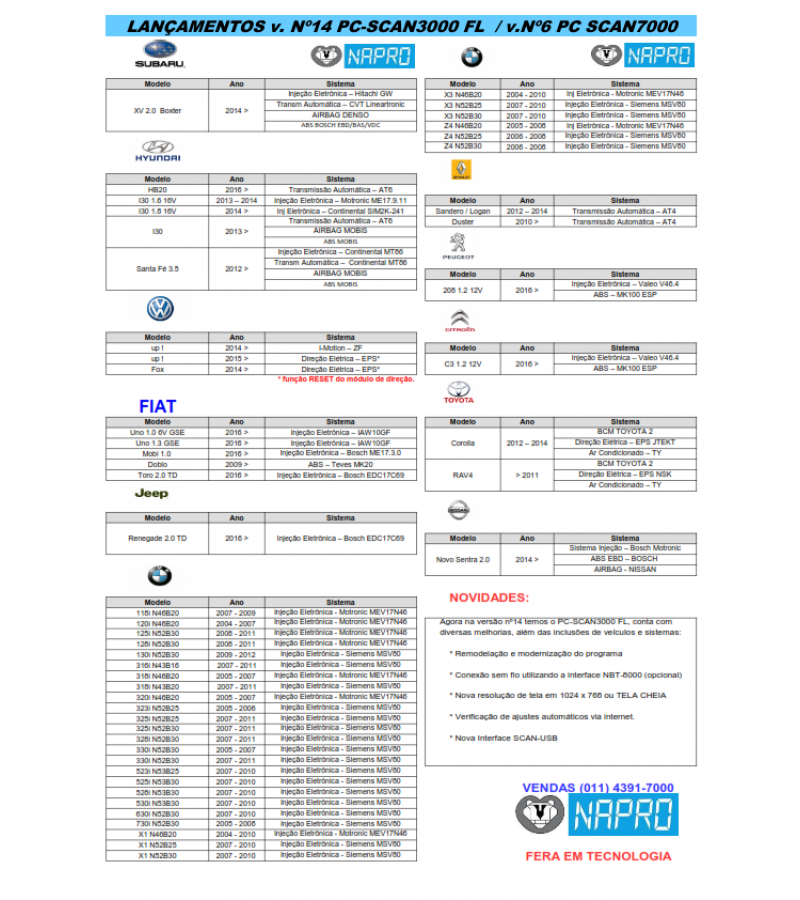 LANÇAMENTOS v. Nº14 PC-SCAN3000 FL / v.Nº6 PC SCAN7000
SUBARU.
NAPRO
Modelo Ano Sistema
XV 2.0 Boxter 2014 > Injeção Eletrônica – Hitachi GW
Transm Automática – CVT Lineartronic
AIRBAG DENSO
ABS BOSCH EBD/BAS/VDC
HYUNDAI
Modelo Ano Sistema
HB20 2016 > Transmissão Automática – AT6
I30 1.6 16V 2013 – 2014 Injeção Eletrônica – Motronic ME17.9.11
I30 1.8 16V 2014 > Inj Eletrônica – Continental SIM2K-241
I30 2013 > Transmissão Automática – AT6
AIRBAG MOBIS
ABS MOBIS
Santa Fé 3.5 2012 > Injeção Eletrônica – Continental MT86
Transm Automática – Continental MT86
AIRBAG MOBIS
ABS MOBIS
Modelo Ano Sistema
up ! 2014 > I-Motion – ZF
up ! 2015 > Direção Elétrica – EPS*
Fox 2014 > Direção Elétrica – EPS*
* função RESET do módulo de direção.
FIAT
Modelo Ano Sistema
Uno 1.0 6V GSE 2016 > Injeção Eletrônica – IAW10GF
Uno 1.3 GSE 2016 > Injeção Eletrônica – IAW10GF
Mobi 1.0 2016 > Injeção Eletrônica – Bosch ME17.3.0
Doblo 2009 > ABS – Teves MK20
Toro 2.0 TD 2016 > Injeção Eletrônica – Bosch EDC17C69
Jeep
Modelo Ano Sistema
Renegade 2.0 TD 2016 > Injeção Eletrônica – Bosch EDC17C69
Modelo Ano Sistema
118i N46B20 2007 - 2009 Injeção Eletrônica - Motronic MEV17N46
120i N46B20 2004 - 2007 Injeção Eletrônica - Motronic MEV17N46
125i N52B30 2008 - 2011 Injeção Eletrônica - Motronic MEV17N46
128i N52B30 2008 - 2011 Injeção Eletrônica - Motronic MEV17N46
130i N52B30 2009 - 2012 Injeção Eletrônica - Siemens MSV80
316i N43B16 2007 - 2011 Injeção Eletrônica - Siemens MSV80
318i N46B20 2005 - 2007 Injeção Eletrônica - Motronic MEV17N46
318i N43B20 2007 - 2011 Injeção Eletrônica - Siemens MSV80
320i N46B20 2005 - 2007 Injeção Eletrônica - Motronic MEV17N46
323i N52B25 2005 - 2006 Injeção Eletrônica - Siemens MSV80
325i N52B25 2007 - 2011 Injeção Eletrônica - Siemens MSV80
325i N52B30 2007 - 2011 Injeção Eletrônica - Siemens MSV80
328i N52B30 2007 - 2011 Injeção Eletrônica - Siemens MSV80
330i N52B30 2005 - 2007 Injeção Eletrônica - Siemens MSV80
330i N52B30 2007 - 2011 Injeção Eletrônica - Siemens MSV80
523i N53B25 2007 - 2010 Injeção Eletrônica - Siemens MSV80
525i N53B30 2007 - 2010 Injeção Eletrônica - Siemens MSV80
528i N53B30 2007 - 2010 Injeção Eletrônica - Siemens MSV80
530i N53B30 2007 - 2010 Injeção Eletrônica - Siemens MSV80
630i N52B30 2007 - 2010 Injeção Eletrônica - Siemens MSV80
730i N52B30 2005 - 2008 Injeção Eletrônica - Siemens MSV80
X1 N46B20 2004 - 2010 Injeção Eletrônica - Motronic MEV17N46
X1 N52B25 2007 - 2010 Injeção Eletrônica - Siemens MSV80
X1 N52B30 2007 - 2010 Injeção Eletrônica - Siemens MSV80
NAPRO
Modelo Ano Sistema
X3 N46B20 2004 - 2010 Inj Eletrônica - Motronic MEV17N46
X3 N52B25 2007 - 2010 Injeção Eletrônica - Siemens MSV80
X3 N52B30 2007 - 2010 Injeção Eletrônica - Siemens MSV80
Z4 N46B20 2005 - 2008 Inj Eletrônica - Motronic MEV17N46
Z4 N52B25 2006 - 2008 Injeção Eletrônica - Siemens MSV80
Z4 N52B30 2006 - 2008 Injeção Eletrônica - Siemens MSV80
Modelo Ano Sistema
Sandero / Logan 2012 – 2014 Transmissão Automática – AT4
Duster 2010 > Transmissão Automática – AT4
PEUGEOT
Modelo Ano Sistema
208 1.2 12V 2016 > Injeção Eletrônica – Valeo V46.4
ABS – MK100 ESP
CITROËN
Modelo Ano Sistema
C3 1.2 12V 2016 > Injeção Eletrônica – Valeo V46.4
ABS – MK100 ESP
TOYOTA
Modelo Ano Sistema
Corolla 2012 – 2014 BCM TOYOTA 2
Direção Elétrica – EPS JTEKT
Ar Condicionado – TY
RAV4 > 2011 BCM TOYOTA 2
Direção Elétrica – EPS NSK
Ar Condicionado – TY
NISSAN
Modelo Ano Sistema
Novo Sentra 2.0 2014 > Sistema Injeção – Bosch Motronic
ABS EBD – BOSCH
AIRBAG - NISSAN
NOVIDADES:
Agora na versão nº14 temos o PC-SCAN3000 FL, conta com
diversas melhorias, além das inclusões de veículos e sistemas:
* Remodelação e modernização do programa
* Conexão sem fio utilizando a interface NBT-6000 (opcional)
* Nova resolução de tela em 1024 x 768 ou TELA CHEIA
* Verificação de ajustes automáticos via Internet.
* Nova Interface SCAN-USB
VENDAS (011) 4391-7000
NAPRO
FERA EM TECNOLOGIA